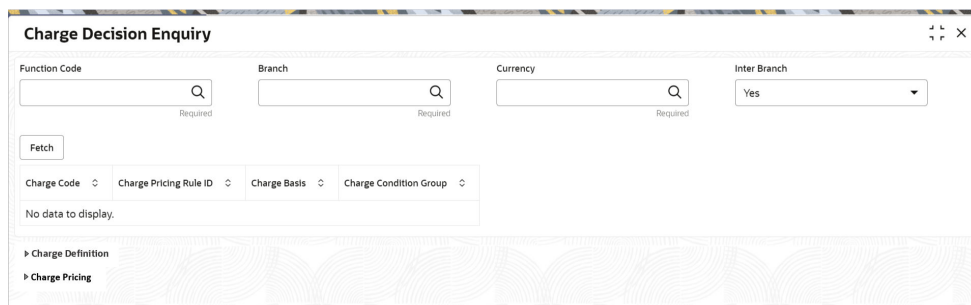 Charge Decision Enquiry
Function Code Branch Currency Inter Branch
Yes
Required Required Required
Fetch
Charge Code Charge Pricing Rule ID Charge Basis Charge Condition Group
No data to display.
Charge Definition
Charge Pricing